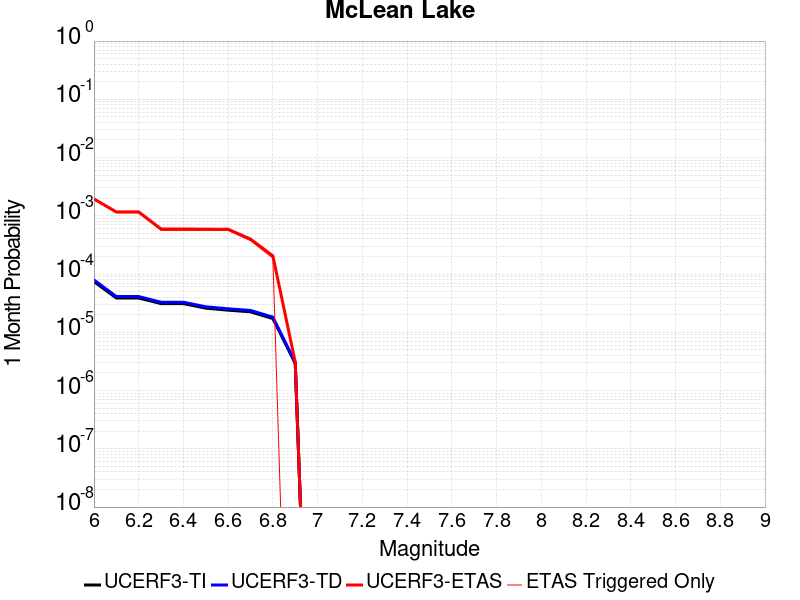 McLean Lake
1 Month Probability
10 0
10 -1
10 -2
10 -3
10 -4
10 -5
10 -6
10 -7
10 -8
6 6.2 6.4 6.6 6.8 7 7.2 7.4 7.6 7.8 8 8.2 8.4 8.6 8.8 9
Magnitude
UCERF3-TI UCERF3-TD UCERF3-ETAS ETAS Triggered Only